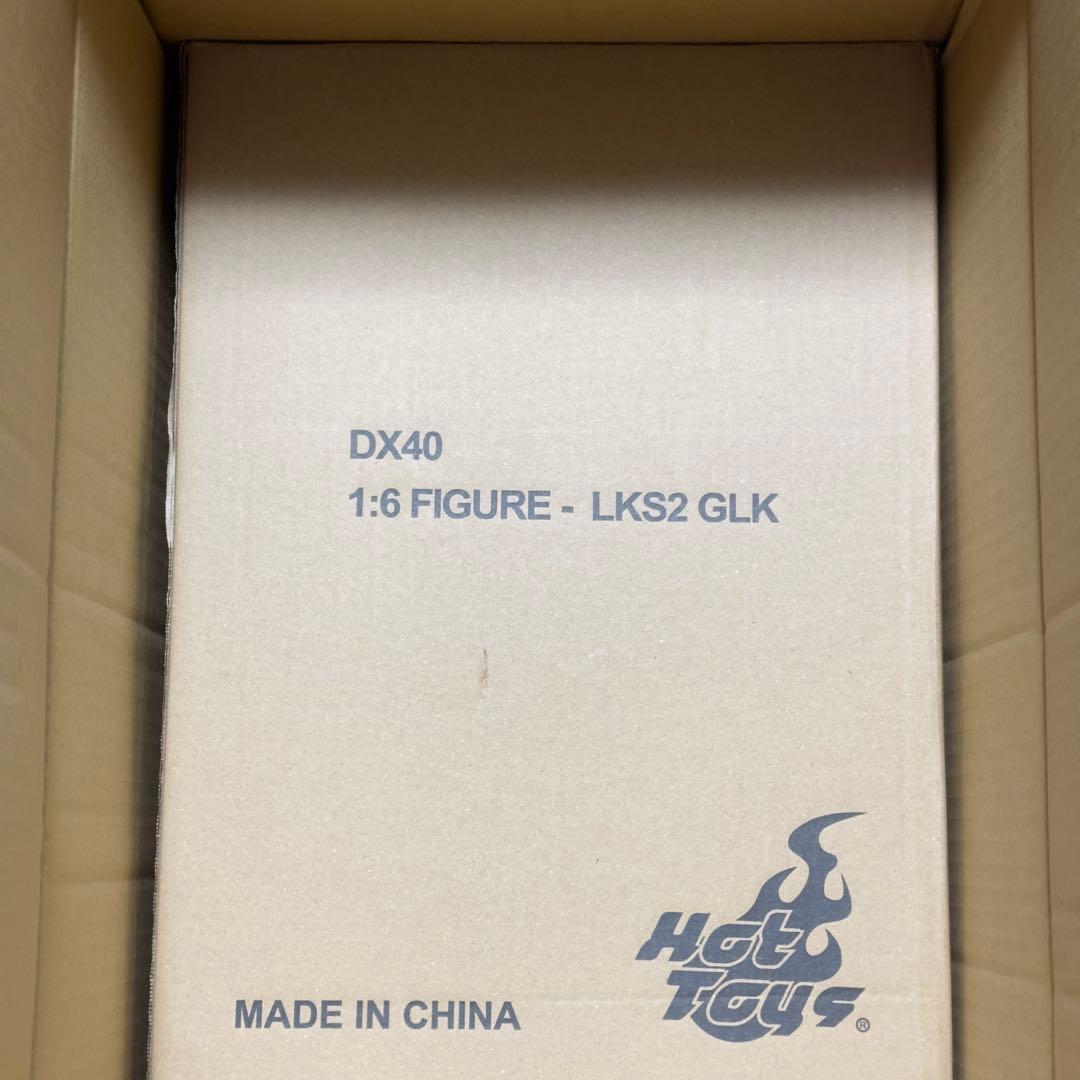 DX40
1:6 FIGURE - LKS2 GLK
Hot
Toys®
MADE IN CHINA